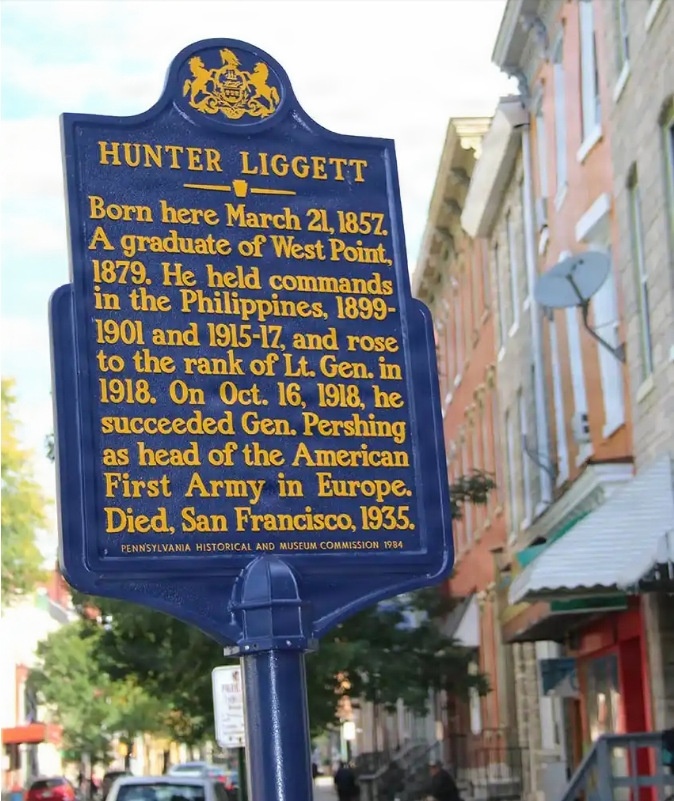 HUNTER LIGGETT
Born here March 21, 1857.
A graduate of West Point,
1879. He held commands
in the Philippines, 1899-
1901 and 1915-17, and rose
to the rank of Lt. Gen. in
1918. On Oct. 16, 1918, he
succeeded Gen. Pershing
as head of the American
First Army in Europe.
Died, San Francisco, 1935.
PENNSYLVANIA HISTORICAL AND MUSEUM COMMISSION 1984